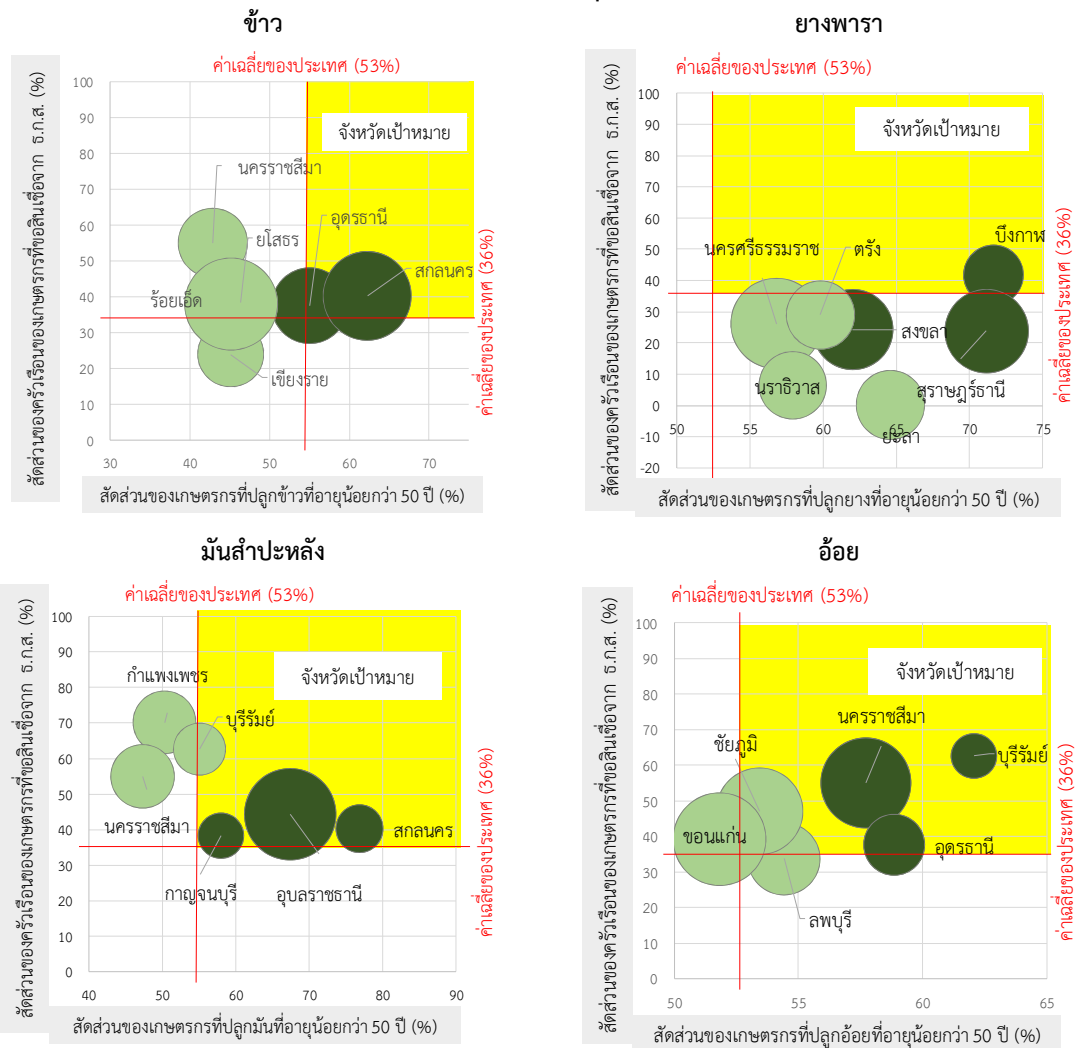 ข้าว
ค่าเฉลี่ยของประเทศ (53%)
สัดส่วนของครัวเรือนของเกษตรกรที่ขอสินเชื่อจาก ธ.ก.ส. (%)
100
90
80
70
60
50
40
30
20
10
0
จังหวัดเป้าหมาย
นครราชสีมา
อุดรธานี
ยโสธร
สกลนคร
ร้อยเอ็ด
เชียงราย
ค่าเฉลี่ยของประเทศ (36%)
30 40 50 60 70
สัดส่วนของเกษตรกรที่ปลูกข้าวที่อายุน้อยกว่า 50 ปี (%)
ยางพารา
ค่าเฉลี่ยของประเทศ (53%)
สัดส่วนของครัวเรือนของเกษตรกรที่ขอสินเชื่อจาก ธ.ก.ส. (%)
100
90
80
70
60
50
40
30
20
10
0
-10
-20
จังหวัดเป้าหมาย
บึงกาฬ
นครศรีธรรมราช
ตรัง
สงขลา
นราธิวาส
สุราษฎร์ธานี
ยะลา
ค่าเฉลี่ยของประเทศ (36%)
50 55 60 65 70 75
สัดส่วนของเกษตรกรที่ปลูกยางที่อายุน้อยกว่า 50 ปี (%)
มันสำปะหลัง
ค่าเฉลี่ยของประเทศ (53%)
สัดส่วนของครัวเรือนของเกษตรกรที่ขอสินเชื่อจาก ธ.ก.ส. (%)
100
90
80
70
60
50
40
30
20
10
0
จังหวัดเป้าหมาย
กำแพงเพชร
บุรีรัมย์
นครราชสีมา
สกลนคร
กาญจนบุรี
อุบลราชธานี
ค่าเฉลี่ยของประเทศ (36%)
40 50 60 70 80 90
สัดส่วนของเกษตรกรที่ปลูกมันที่อายุน้อยกว่า 50 ปี (%)
อ้อย
ค่าเฉลี่ยของประเทศ (53%)
สัดส่วนของครัวเรือนของเกษตรกรที่ขอสินเชื่อจาก ธ.ก.ส. (%)
100
90
80
70
60
50
40
30
20
10
0
จังหวัดเป้าหมาย
นครราชสีมา
ชัยภูมิ
บุรีรัมย์
ขอนแก่น
อุดรธานี
ลพบุรี
ค่าเฉลี่ยของประเทศ (36%)
50 55 60 65
สัดส่วนของเกษตรกรที่ปลูกอ้อยที่อายุน้อยกว่า 50 ปี (%)